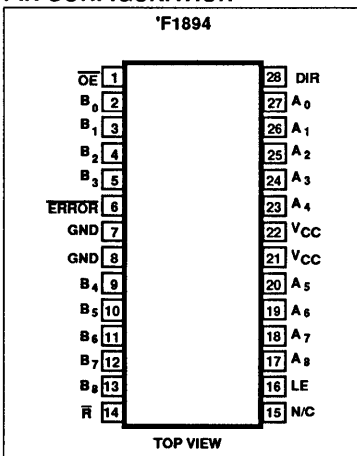 'F1894
OE 1 28 DIR
B0 2 27 A0
B1 3 26 A1
B2 4 25 A2
B3 5 24 A3
ERROR 6 23 A4
GND 7 22 VCC
GND 8 21 VCC
B4 9 20 A5
B5 10 19 A6
B6 11 18 A7
B7 12 17 A8
B8 13 16 LE
R 14 15 N/C
TOP VIEW